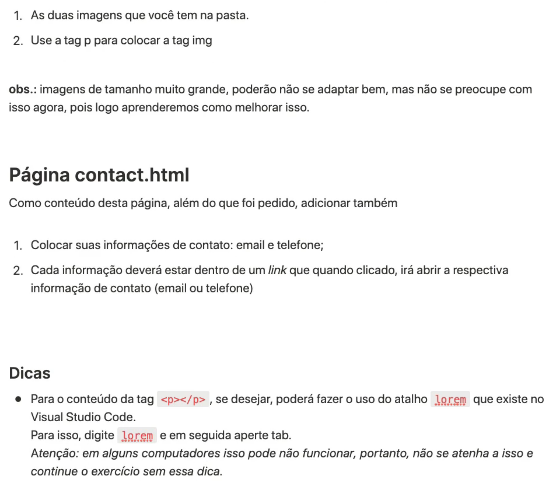 1. As duas imagens que você tem na pasta.
2. Use a tag p para colocar a tag img
obs.: imagens de tamanho muito grande, poderão não se adaptar bem, mas não se preocupe com
isso agora, pois logo aprenderemos como melhorar isso.
Página contact.html
Como conteúdo desta página, além do que foi pedido, adicionar também
1. Colocar suas informações de contato: email e telefone;
2. Cada informação deverá estar dentro de um link que quando clicado, irá abrir a respectiva
informação de contato (email ou telefone)
Dicas
• Para o conteúdo da tag <p></p>, se desejar, poderá fazer o uso do atalho lorem que existe no
Visual Studio Code.
Para isso, digite lorem e em seguida aperte tab.
Atenção: em alguns computadores isso pode não funcionar, portanto, não se atenha a isso e
continue o exercício sem essa dica.